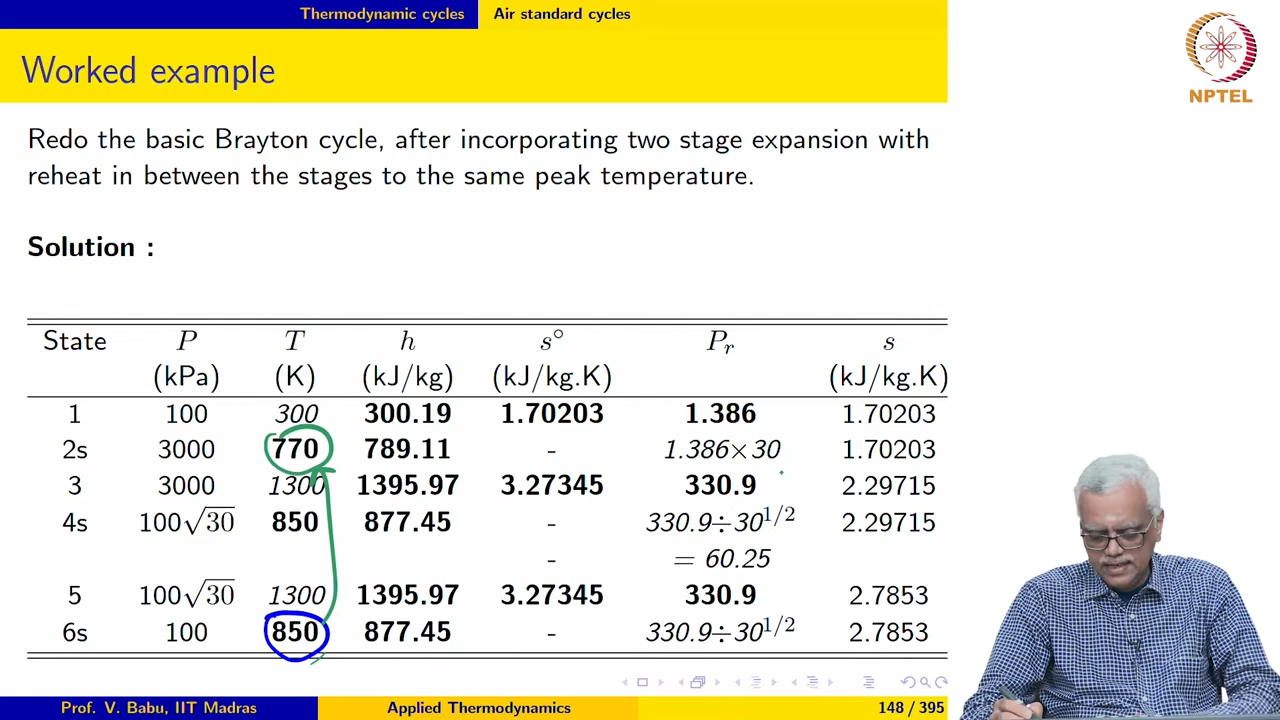 Thermodynamic cycles Air standard cycles
NPTEL
Worked example
Redo the basic Brayton cycle, after incorporating two stage expansion with
reheat in between the stages to the same peak temperature.
Solution :
State P T h s° Pr s
(kPa) (K) (kJ/kg) (kJ/kg.K) (kJ/kg.K)
1 100 300 300.19 1.70203 1.386 1.70203
2s 3000 770 789.11 - 1.386×30 1.70203
3 3000 1300 1395.97 3.27345 330.9 2.29715
4s 100√30 850 877.45 - 330.9÷30^1/2 2.29715
- = 60.25
5 100√30 1300 1395.97 3.27345 330.9 2.7853
6s 100 850 877.45 - 330.9÷30^1/2 2.7853
Prof. V. Babu, IIT Madras Applied Thermodynamics 148 / 395